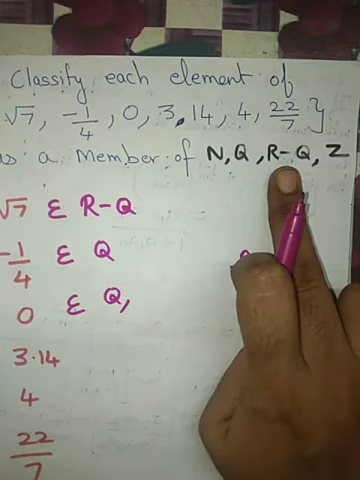 Classify each element of
√7, -1/4, 0, 3.14, 4, 22/7 }
as a member of N, Q, R-Q, Z
√7 ε R-Q
-1/4 ε Q
0 ε Q,
3.14
4
22/7